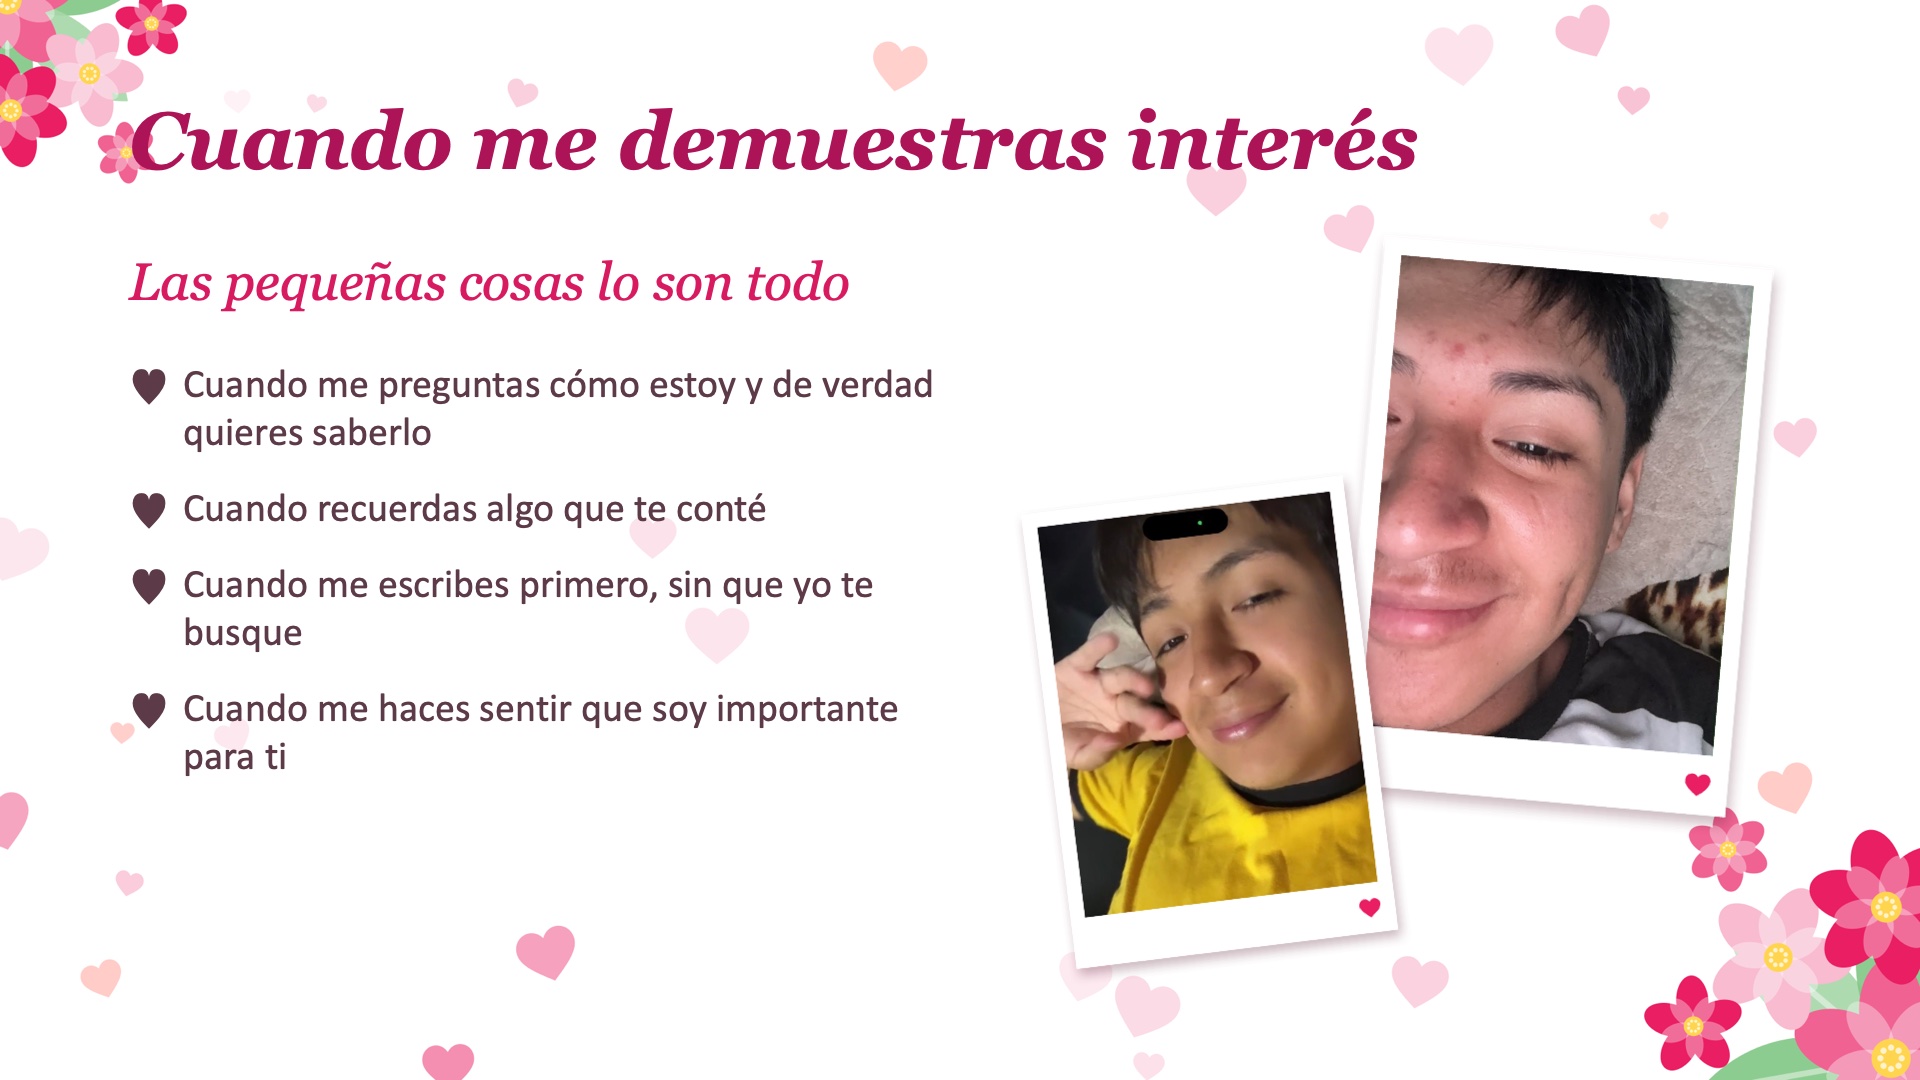 Cuando me demuestras interés
Las pequeñas cosas lo son todo
Cuando me preguntas cómo estoy y de verdad
quieres saberlo
Cuando recuerdas algo que te conté
Cuando me escribes primero, sin que yo te
busque
Cuando me haces sentir que soy importante
para ti